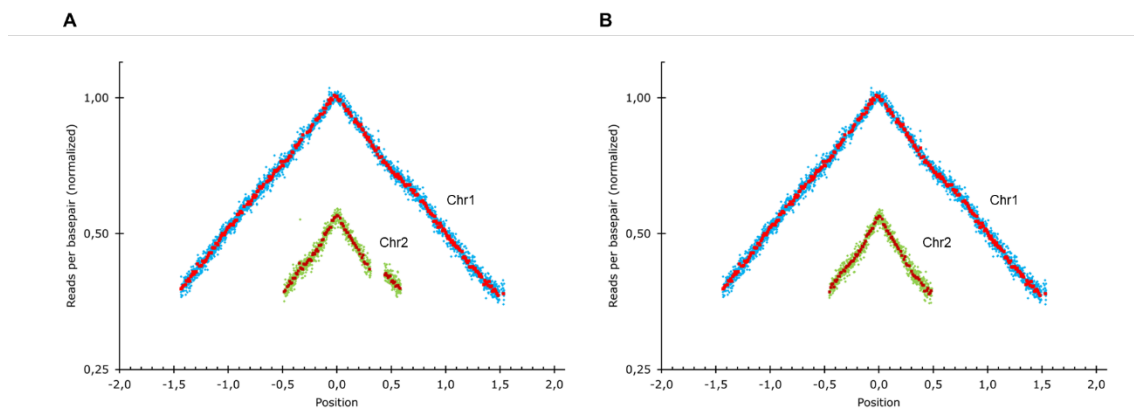 A
B
Reads per basepair (normalized)
1,00
0,50
0,25
Chr1
Chr2
-2,0 -1,5 -1,0 -0,5 0,0 0,5 1,0 1,5 2,0
Position
Reads per basepair (normalized)
1,00
0,50
0,25
Chr1
Chr2
-2,0 -1,5 -1,0 -0,5 0,0 0,5 1,0 1,5 2,0
Position